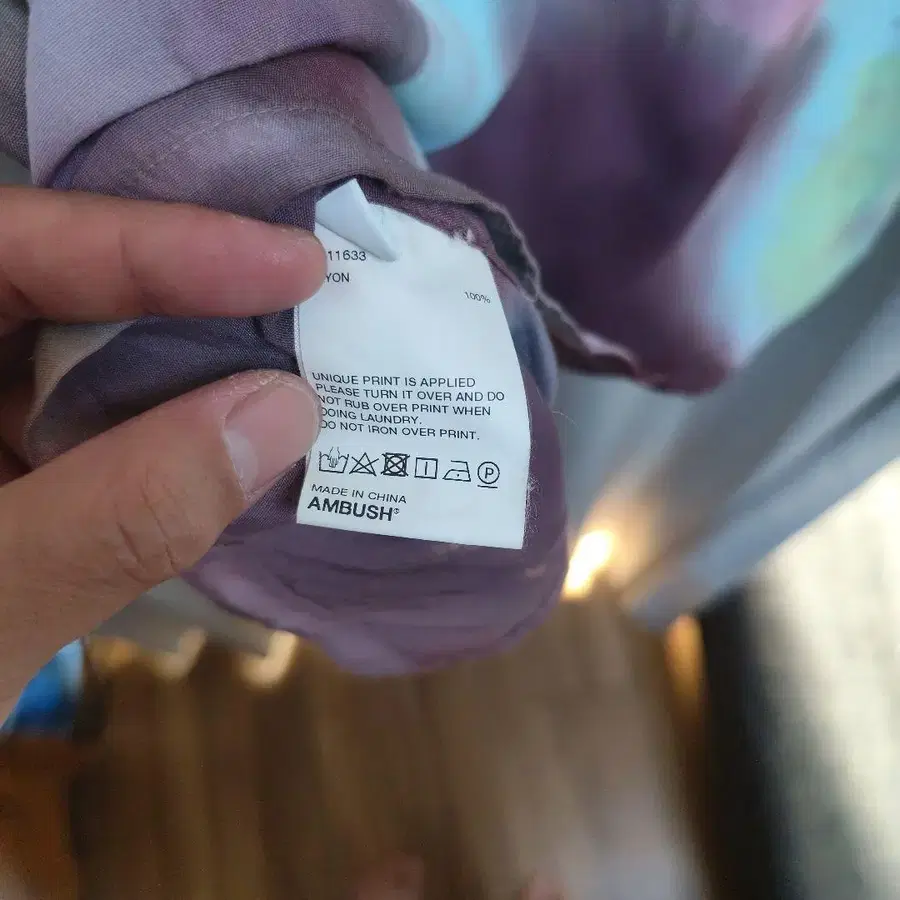 11633
YON
100%
UNIQUE PRINT IS APPLIED
PLEASE TURN IT OVER AND DO
NOT RUB OVER PRINT WHEN
DOING LAUNDRY.
DO NOT IRON OVER PRINT.
P
MADE IN CHINA
AMBUSH®